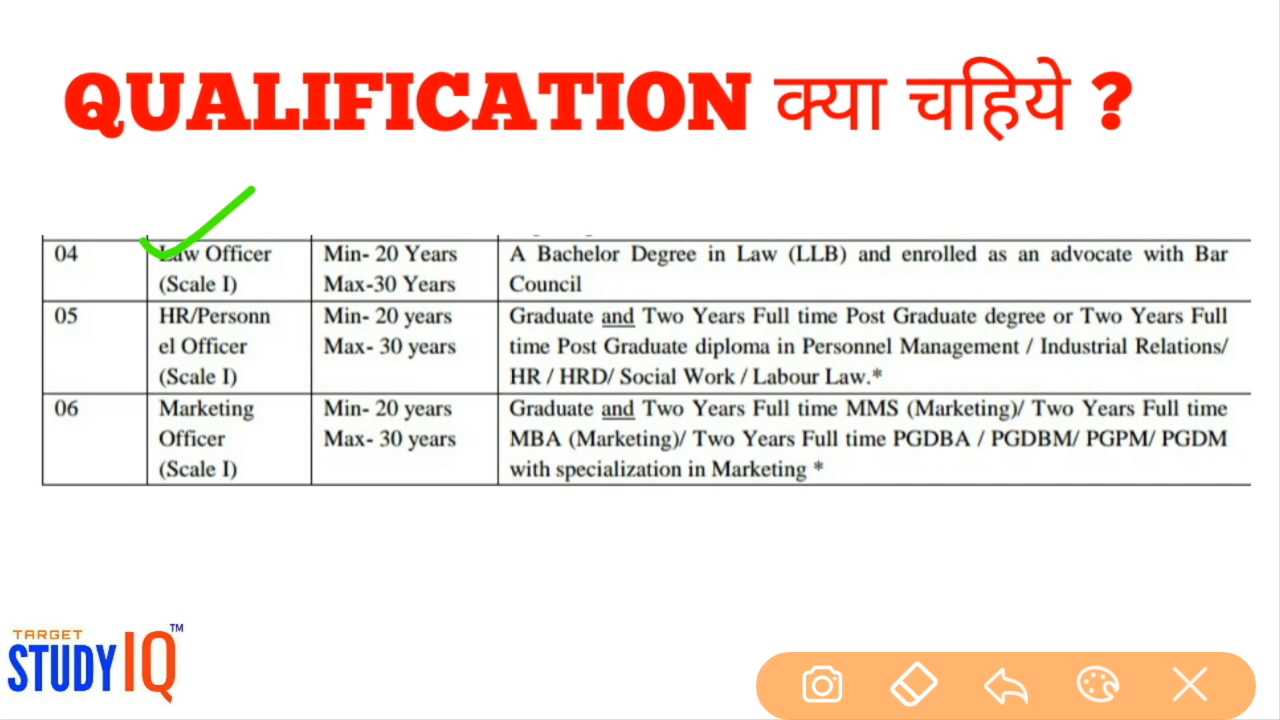 QUALIFICATION क्या चहिये ?
04 Law Officer Min- 20 Years A Bachelor Degree in Law (LLB) and enrolled as an advocate with Bar
(Scale I) Max-30 Years Council
05 HR/Personn Min- 20 years Graduate and Two Years Full time Post Graduate degree or Two Years Full
el Officer Max- 30 years time Post Graduate diploma in Personnel Management / Industrial Relations/
(Scale I) HR / HRD/ Social Work / Labour Law.*
06 Marketing Min- 20 years Graduate and Two Years Full time MMS (Marketing)/ Two Years Full time
Officer Max- 30 years MBA (Marketing)/ Two Years Full time PGDBA / PGDBM/ PGPM/ PGDM
(Scale I) with specialization in Marketing *
TARGET
STUDY IQ™